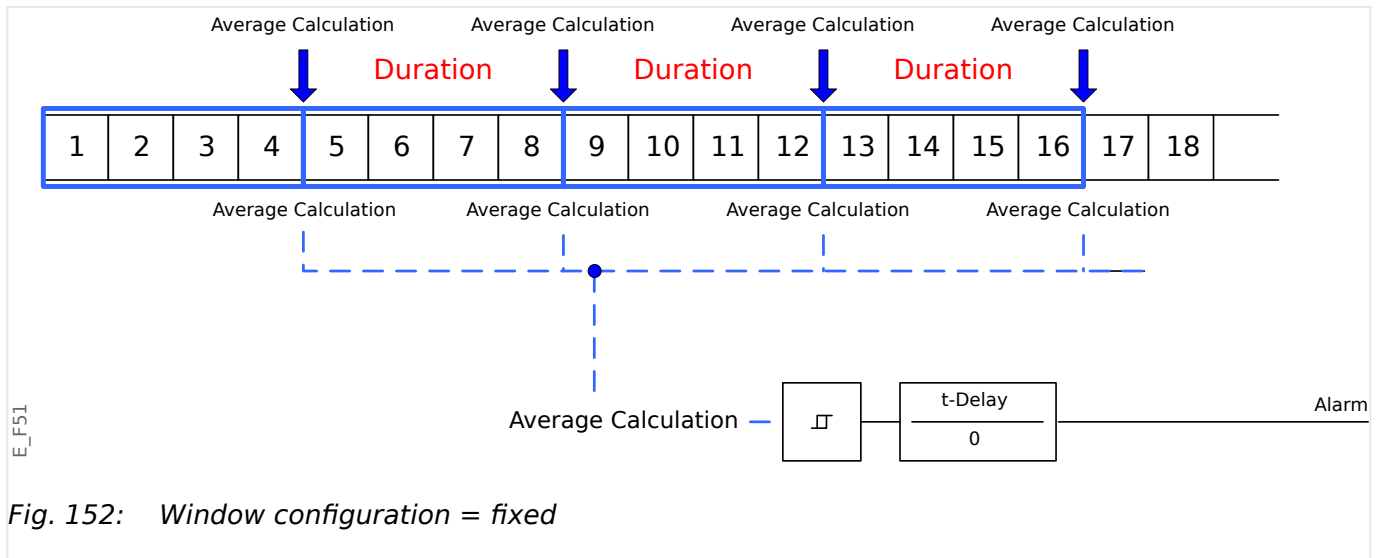 Average Calculation Average Calculation Average Calculation Average Calculation
Duration Duration Duration
1 2 3 4 5 6 7 8 9 10 11 12 13 14 15 16 17 18
Average Calculation Average Calculation Average Calculation Average Calculation
t-Delay
Alarm
Average Calculation
0
E_F51
Fig. 152: Window configuration = fixed